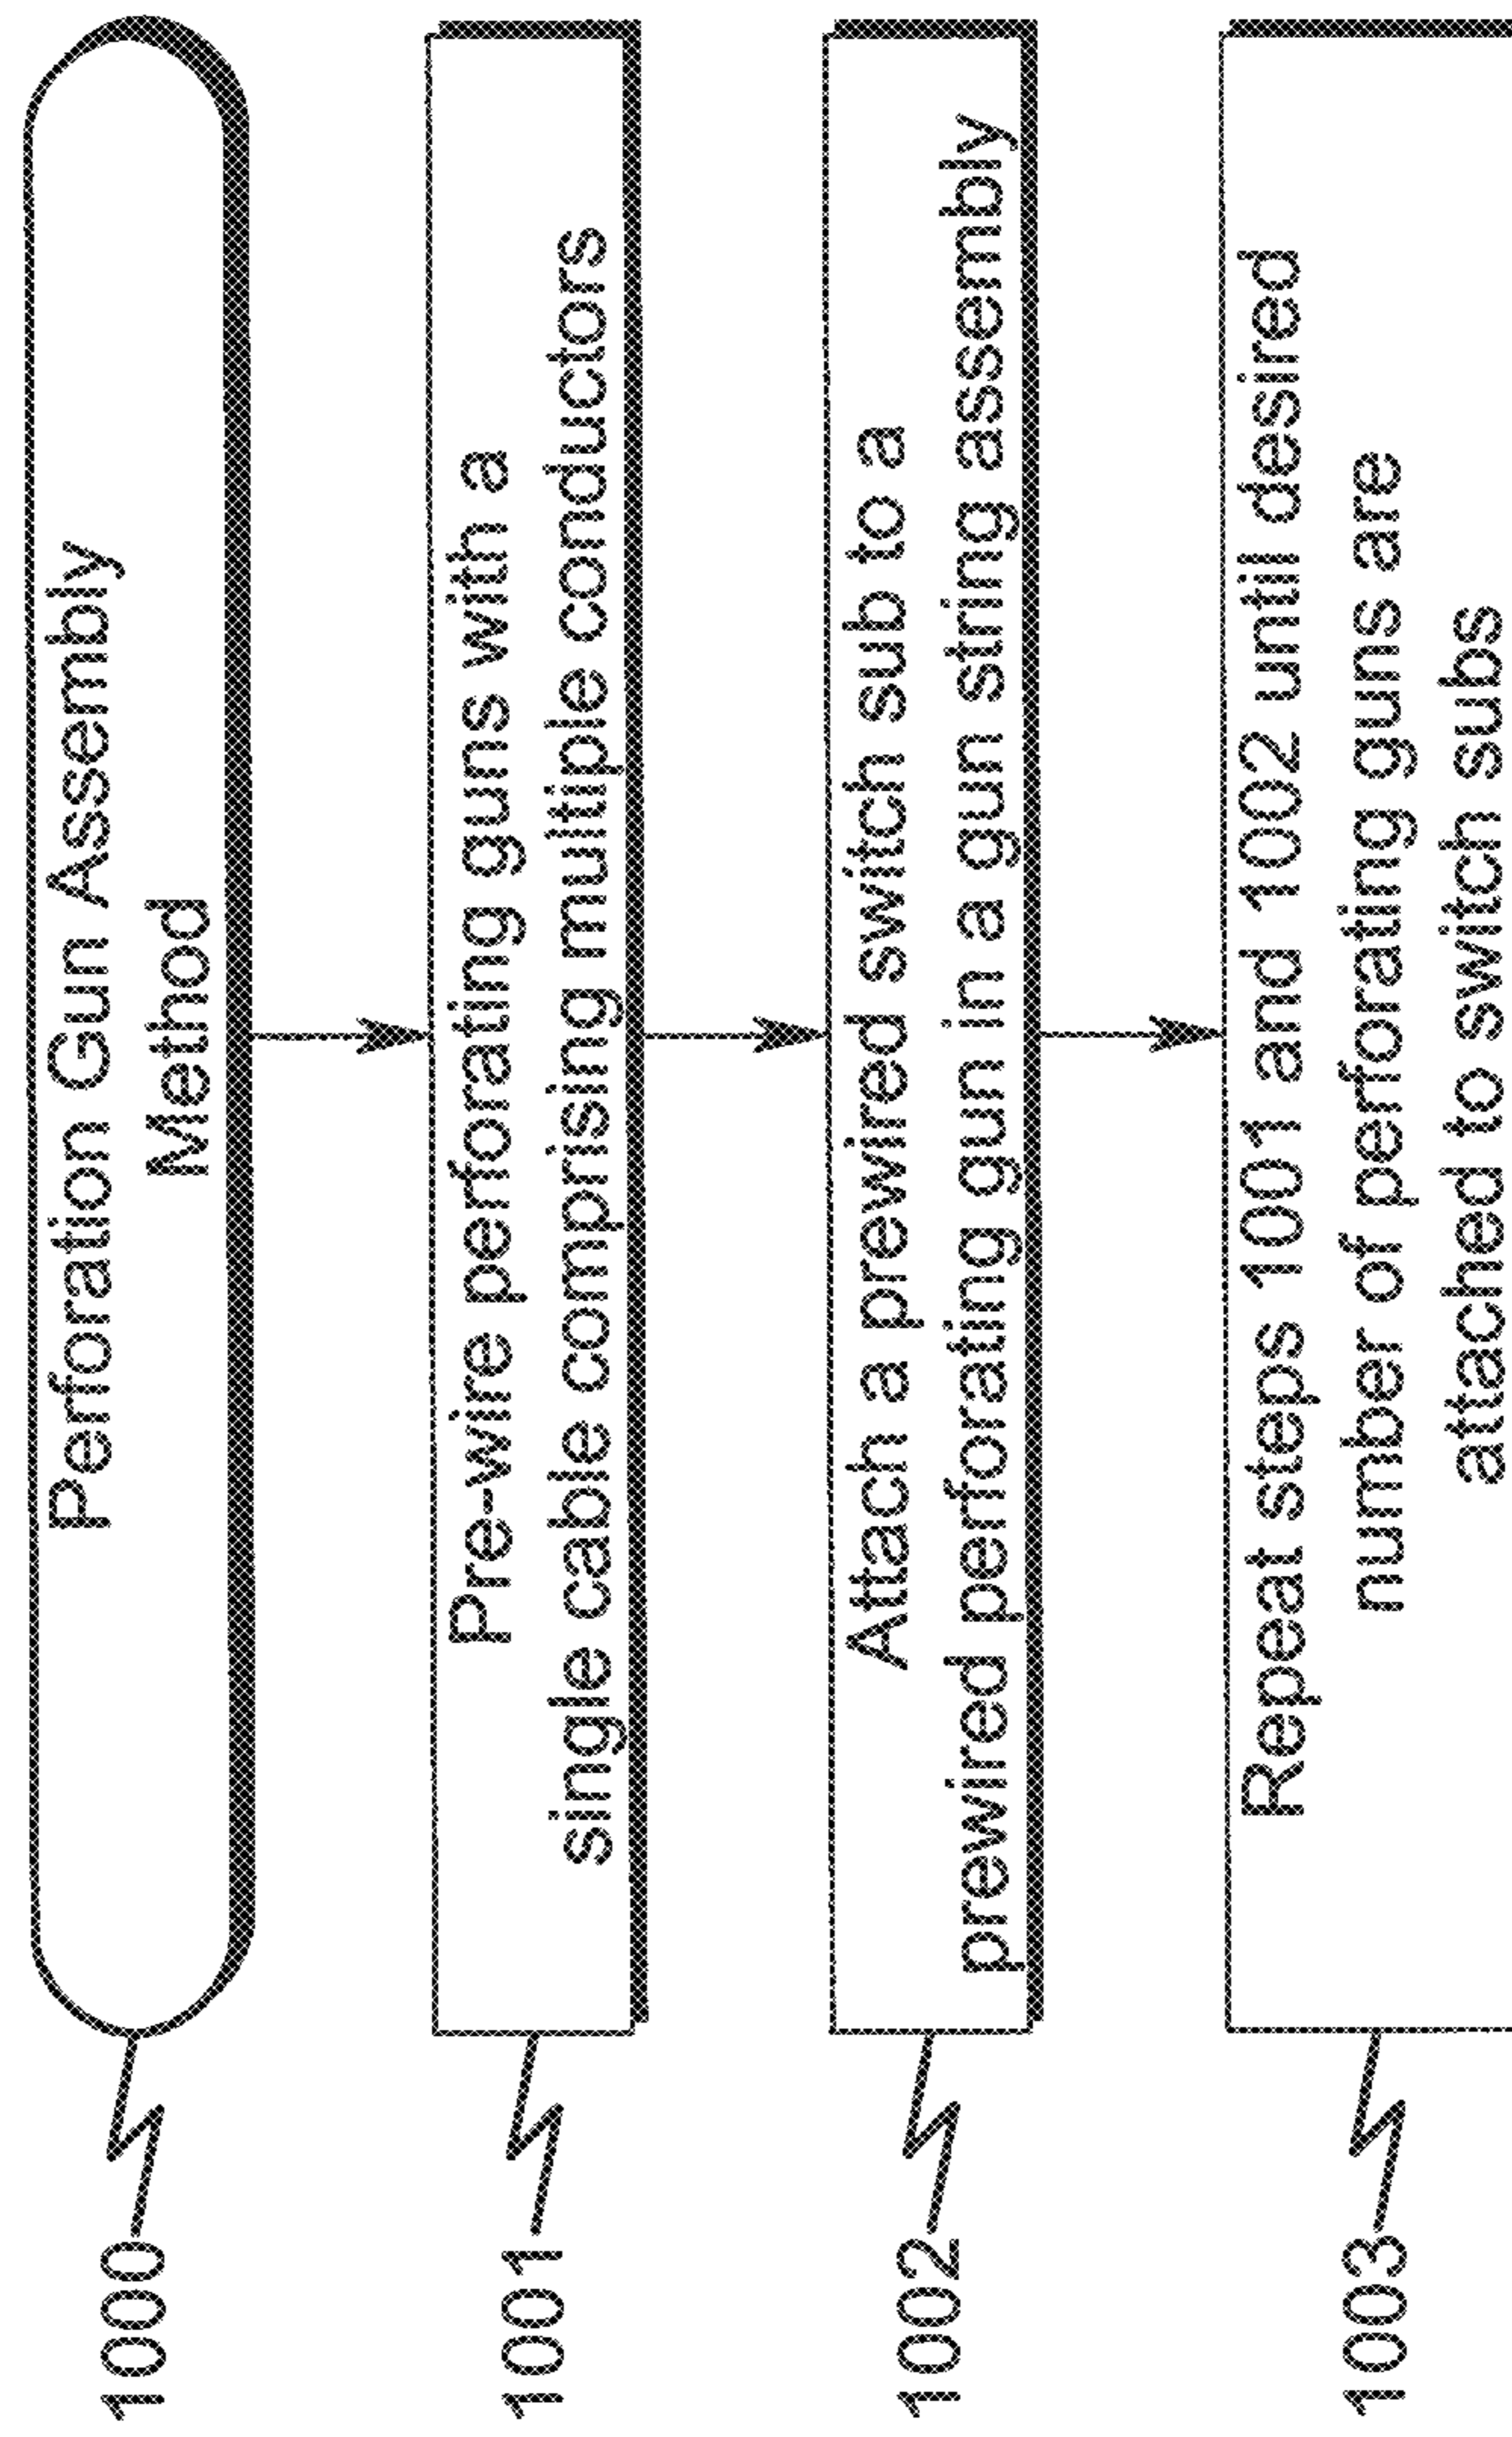 1000
Perforation Gun Assembly
Method
1001
Pre-wire perforating guns with a
single cable comprising multiple conductors
1002
Attach a prewired switch sub to a
prewired perforating gun in a gun string assembly
1003
Repeat steps 1001 and 1002 until desired
number of perforating guns are
attached to switch subs